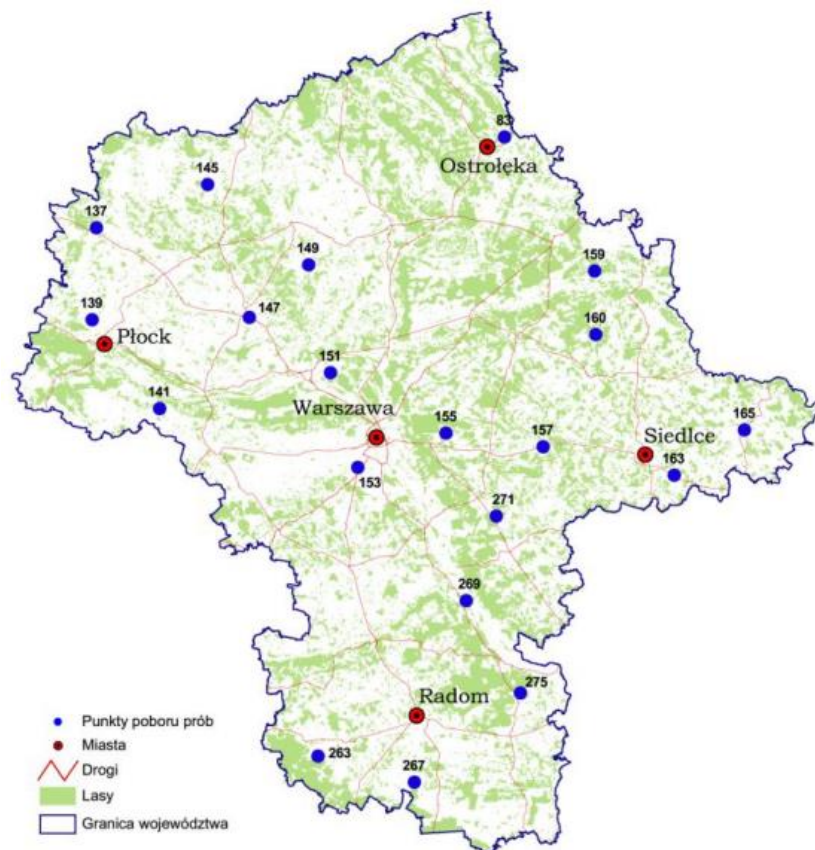 83
Ostrołęka
145
137
149
159
139
147
Płock
160
151
141
Warszawa
155
157
Siedlce
165
163
153
271
269
275
Radom
263
267
Punkty poboru prób
Miasta
Drogi
Lasy
Granica województwa